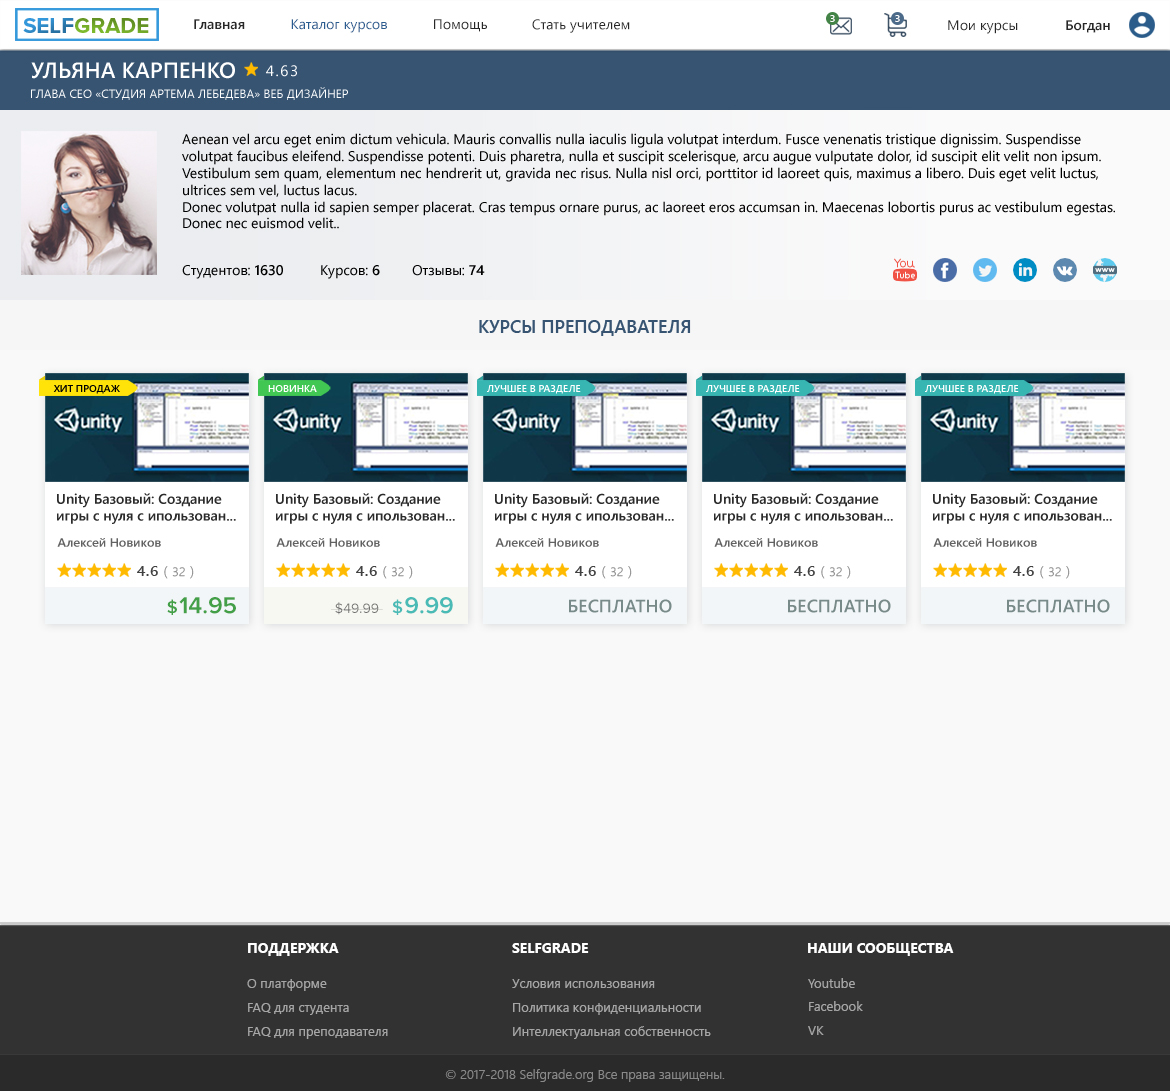 SELFGRADE Главная Каталог курсов Помощь Стать учителем 3 3 Мои курсы Богдан
УЛЬЯНА КАРПЕНКО 4.63
ГЛАВА СЕО «СТУДИЯ АРТЕМА ЛЕБЕДЕВА» ВЕБ ДИЗАЙНЕР
Aenean vel arcu eget enim dictum vehicula. Mauris convallis nulla iaculis ligula volutpat interdum. Fusce venenatis tristique dignissim. Suspendisse
volutpat faucibus eleifend. Suspendisse potenti. Duis pharetra, nulla et suscipit scelerisque, arcu augue vulputate dolor, id suscipit elit velit non ipsum.
Vestibulum sem quam, elementum nec hendrerit ut, gravida nec risus. Nulla nisl orci, porttitor id laoreet quis, maximus a libero. Duis eget velit luctus,
ultrices sem vel, luctus lacus.
Donec volutpat nulla id sapien semper placerat. Cras tempus ornare purus, ac laoreet eros accumsan in. Maecenas lobortis purus ac vestibulum egestas.
Donec nec euismod velit..
Студентов: 1630 Курсов: 6 Отзывы: 74 You Tube www
КУРСЫ ПРЕПОДАВАТЕЛЯ
ХИТ ПРОДАЖ
unity
Unity Базовый: Создание
игры с нуля с ипользован...
Алексей Новиков
4.6 ( 32 )
$14.95
НОВИНКА
unity
Unity Базовый: Создание
игры с нуля с ипользован...
Алексей Новиков
4.6 ( 32 )
$49.99 $9.99
ЛУЧШЕЕ В РАЗДЕЛЕ
unity
Unity Базовый: Создание
игры с нуля с ипользован...
Алексей Новиков
4.6 ( 32 )
БЕСПЛАТНО
ЛУЧШЕЕ В РАЗДЕЛЕ
unity
Unity Базовый: Создание
игры с нуля с ипользован...
Алексей Новиков
4.6 ( 32 )
БЕСПЛАТНО
ЛУЧШЕЕ В РАЗДЕЛЕ
unity
Unity Базовый: Создание
игры с нуля с ипользован...
Алексей Новиков
4.6 ( 32 )
БЕСПЛАТНО
ПОДДЕРЖКА
О платформе
FAQ для студента
FAQ для преподавателя
SELFGRADE
Условия использования
Политика конфиденциальности
Интеллектуальная собственность
НАШИ СООБЩЕСТВА
Youtube
Facebook
VK
© 2017-2018 Selfgrade.org Все права защищены.